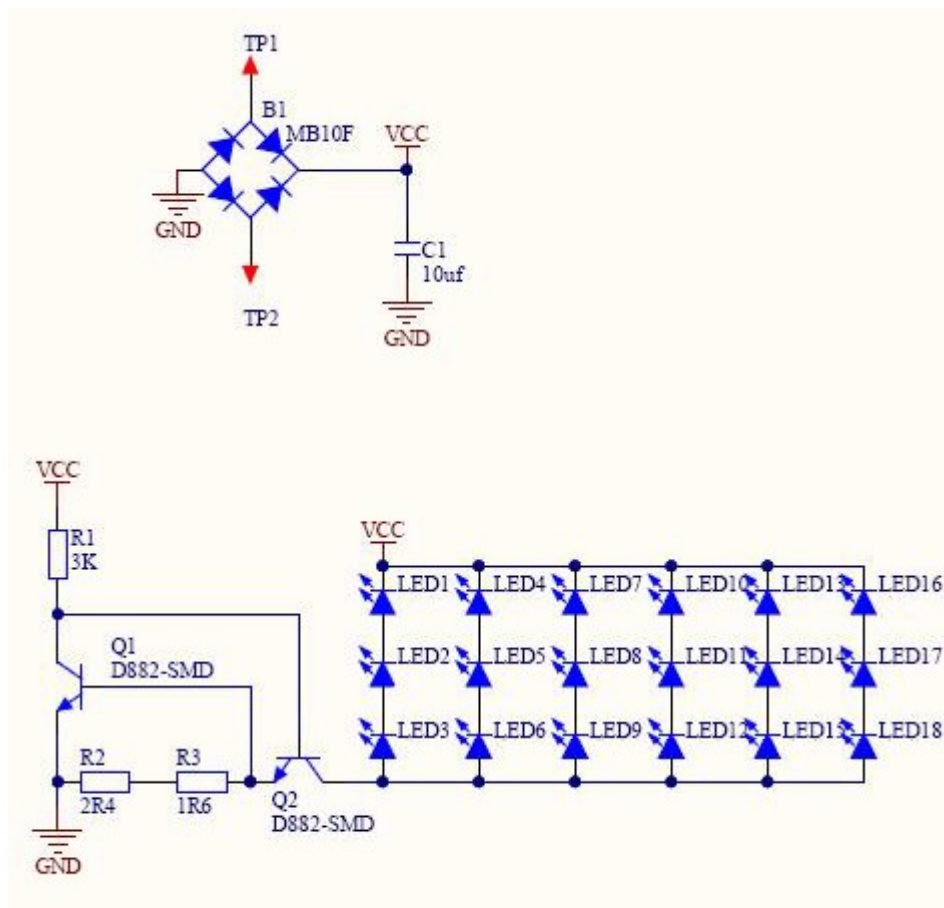 TP1
B1
MB10F
VCC
GND
C1
10uf
TP2
GND
VCC
R1
3K
VCC
LED1 LED4 LED7 LED10 LED13 LED16
Q1
D882-SMD
LED2 LED5 LED8 LED11 LED14 LED17
LED3 LED6 LED9 LED12 LED15 LED18
R2 R3
2R4 1R6
Q2
D882-SMD
GND